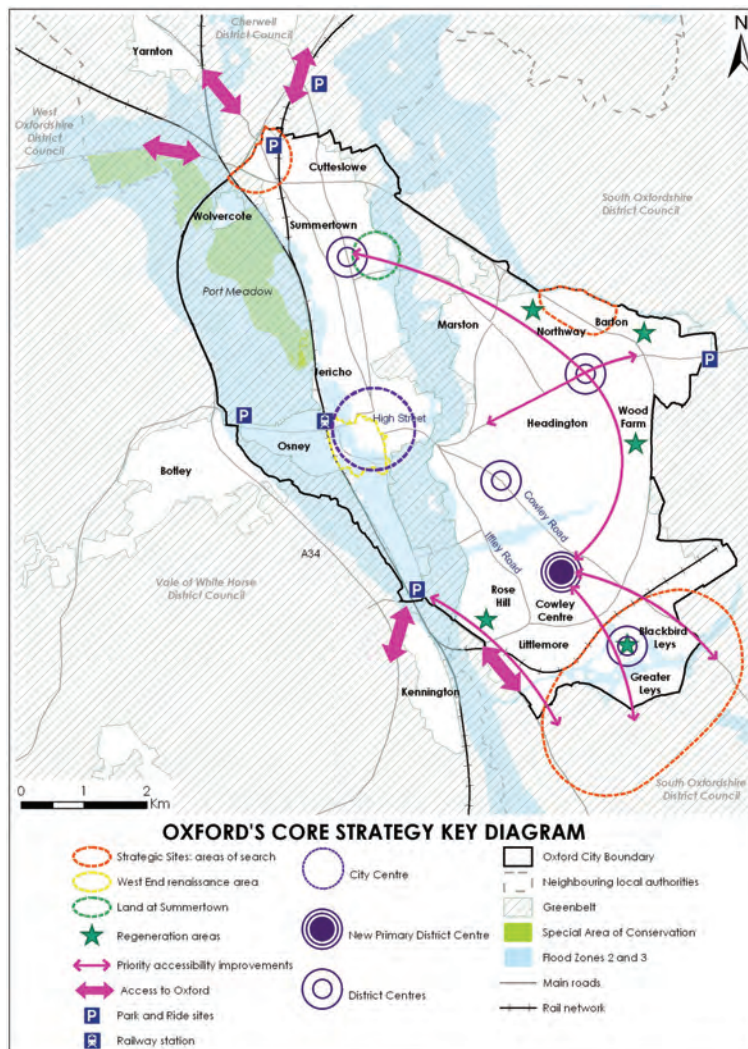 Cherwell
District Council
Yarnton
N
P
West
Oxfordshire
District
Council
P
Cutteslowe
South Oxfordshire
District Council
Wolvercote
Summertown
Port Meadow
Marston
Northway
Barton
P
Jericho
P
High Street
Headington
Wood
Farm
Osney
Botley
Cowley Road
Iffley Road
A34
Vale of White Horse
District Council
P
Rose
Hill
Cowley
Centre
Littlemore
Blackbird
Leys
Greater
Leys
Kennington
South Oxfordshire
District Council
0 1 2
Km
OXFORD'S CORE STRATEGY KEY DIAGRAM
Strategic Sites: areas of search
West End renaissance area
Land at Summertown
Regeneration areas
Priority accessibility improvements
Access to Oxford
P Park and Ride sites
Railway station
City Centre
New Primary District Centre
District Centres
Oxford City Boundary
Neighbouring local authorities
Greenbelt
Special Area of Conservation
Flood Zones 2 and 3
Main roads
Rail network